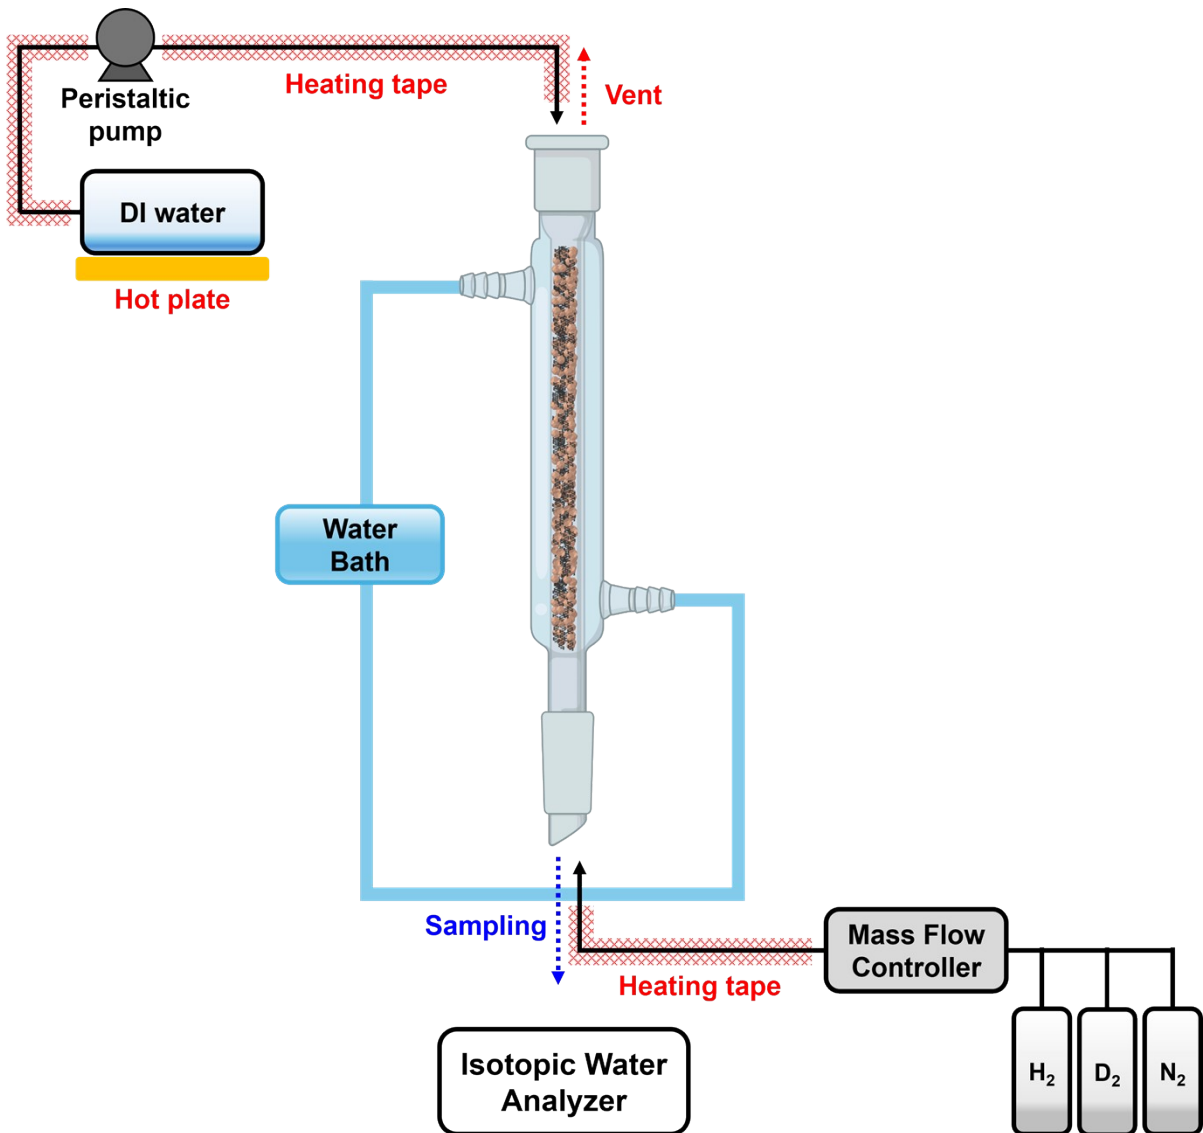 Heating tape
Vent
Peristaltic
pump
DI water
Hot plate
Water
Bath
Sampling
Mass Flow
Controller
Heating tape
Isotopic Water
Analyzer
H₂
D₂
N₂